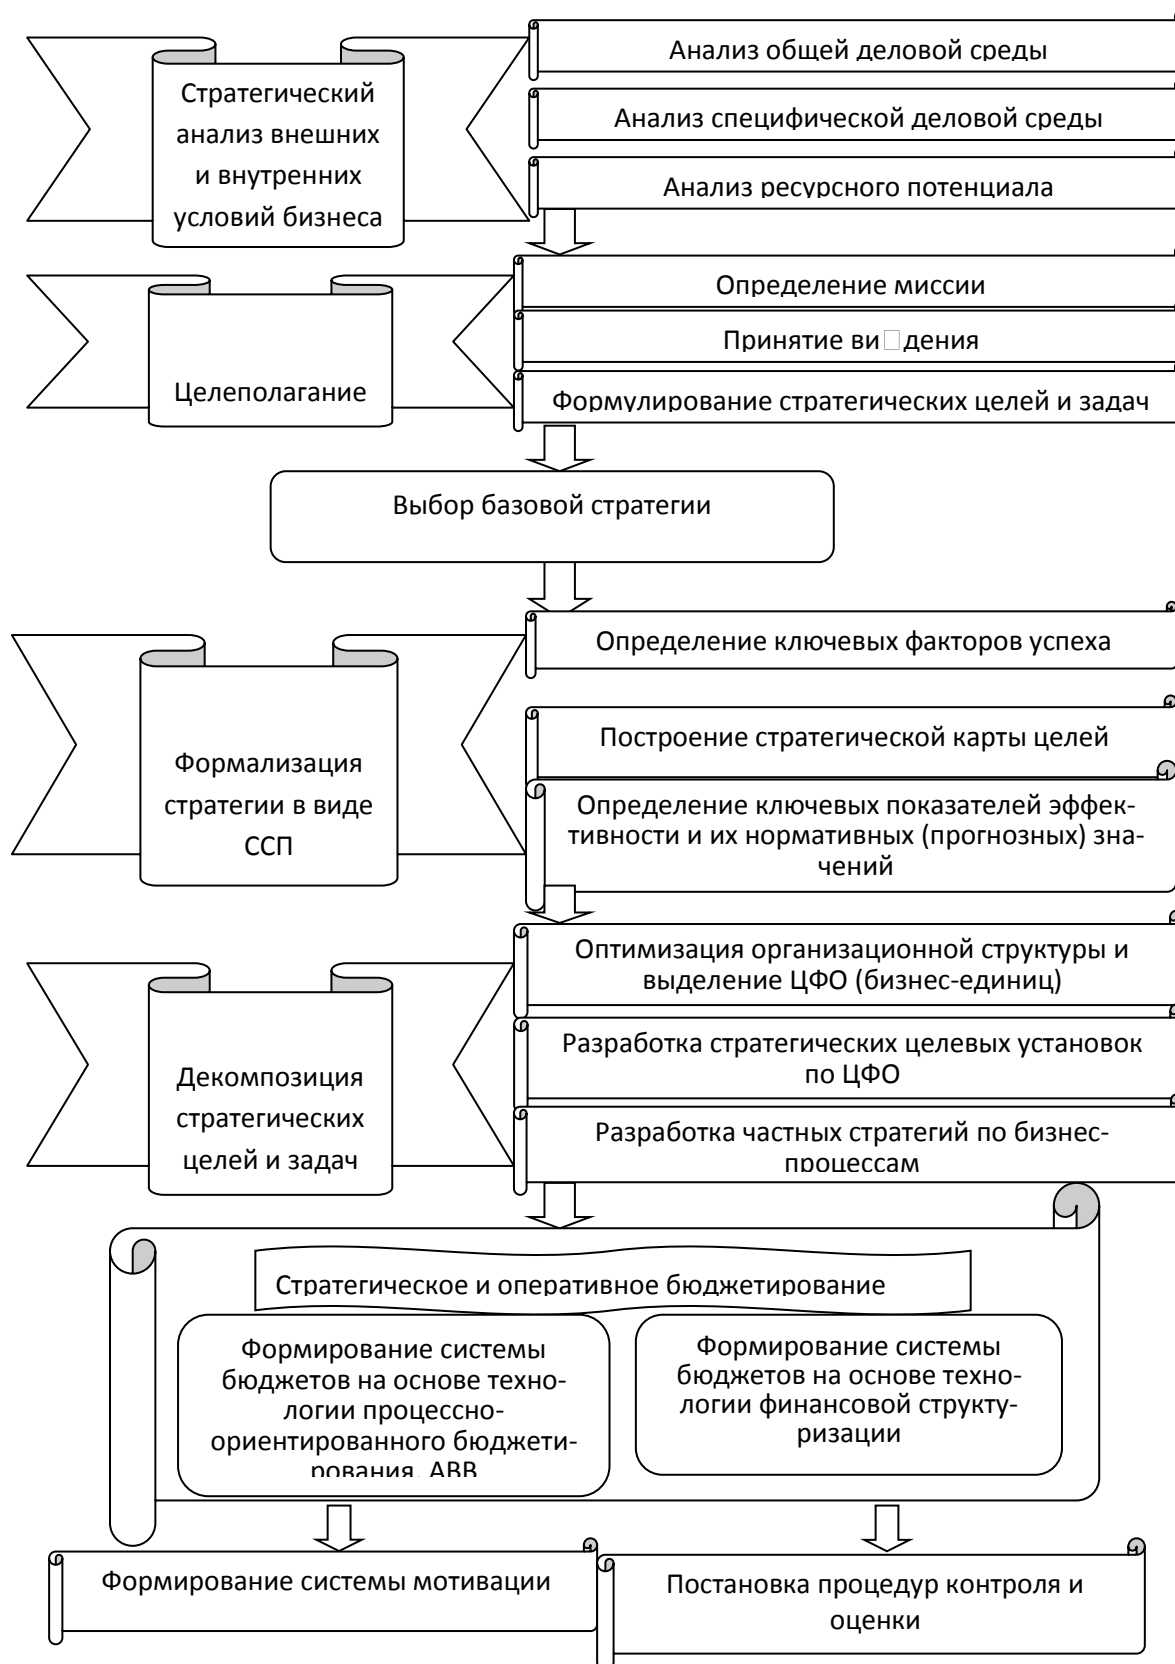 Стратегический
анализ внешних
и внутренних
условий бизнеса
Анализ общей деловой среды
Анализ специфической деловой среды
Анализ ресурсного потенциала
Целеполагание
Определение миссии
Принятие ви□дения
Формулирование стратегических целей и задач
Выбор базовой стратегии
Формализация
стратегии в виде
ССП
Определение ключевых факторов успеха
Построение стратегической карты целей
Определение ключевых показателей эффек-
тивности и их нормативных (прогнозных) зна-
чений
Декомпозиция
стратегических
целей и задач
Оптимизация организационной структуры и
выделение ЦФО (бизнес-единиц)
Разработка стратегических целевых установок
по ЦФО
Разработка частных стратегий по бизнес-
процессам
Стратегическое и оперативное бюджетирование
Формирование системы
бюджетов на основе техно-
логии процессно-
ориентированного бюджети-
рования, АВВ
Формирование системы
бюджетов на основе техно-
логии финансовой структу-
ризации
Формирование системы мотивации
Постановка процедур контроля и
оценки